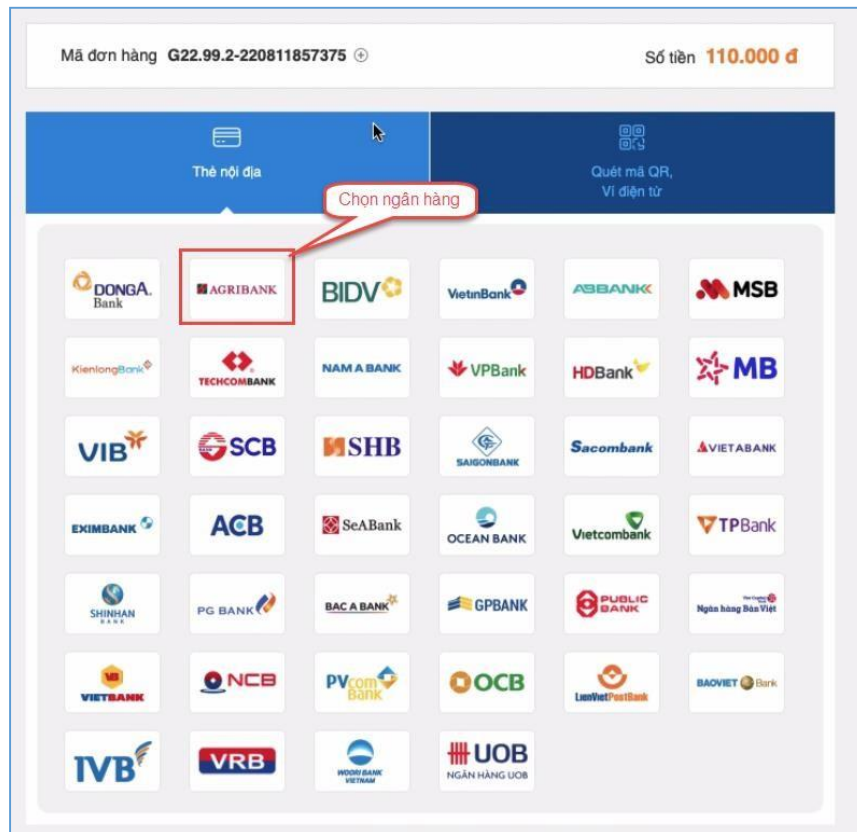 Mã đơn hàng G22.99.2-220811857375
Số tiền 110.000 đ
Thẻ nội địa
Quét mã QR,
Ví điện tử
Chọn ngân hàng
DONGA. Bank
AGRIBANK
BIDV
VietinBank
ABBANK
MSB
KienlongBank
TECHCOMBANK
NAM A BANK
VPBank
HDBank
MB
VIB
SCB
SHB
SAIGONBANK
Sacombank
VIETABANK
EXIMBANK
ACB
SeABank
OCEAN BANK
Vietcombank
TPBank
SHINHAN
BANK
PG BANK
BAC A BANK
GPBANK
PUBLIC
BANK
Ngân hàng Bản Việt
VB
VIETBANK
NCB
PVcom
Bank
OCB
LienVietPostBank
BAOVIET Bank
IVB
VRB
WOORI BANK
VIETNAM
UOB
NGÂN HÀNG UOB